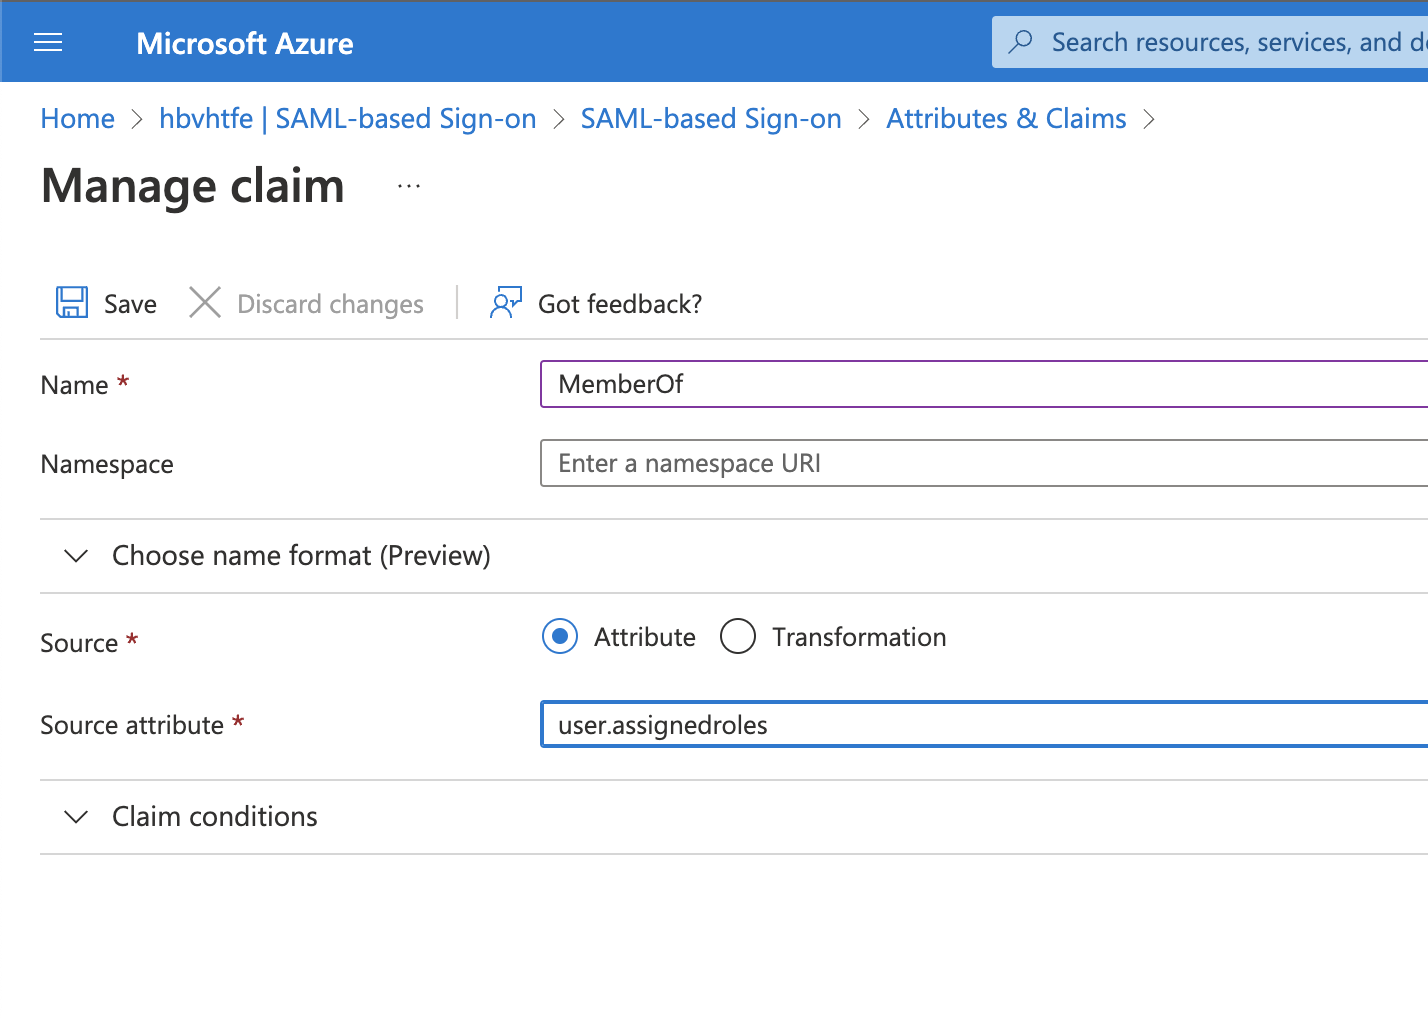 Microsoft Azure
Search resources, services, and
Home > hbvhtfe | SAML-based Sign-on > SAML-based Sign-on > Attributes & Claims >
Manage claim ...
Save Discard changes | Got feedback?
Name * MemberOf
Namespace Enter a namespace URI
Choose name format (Preview)
Source * Attribute Transformation
Source attribute * user.assignedroles
Claim conditions